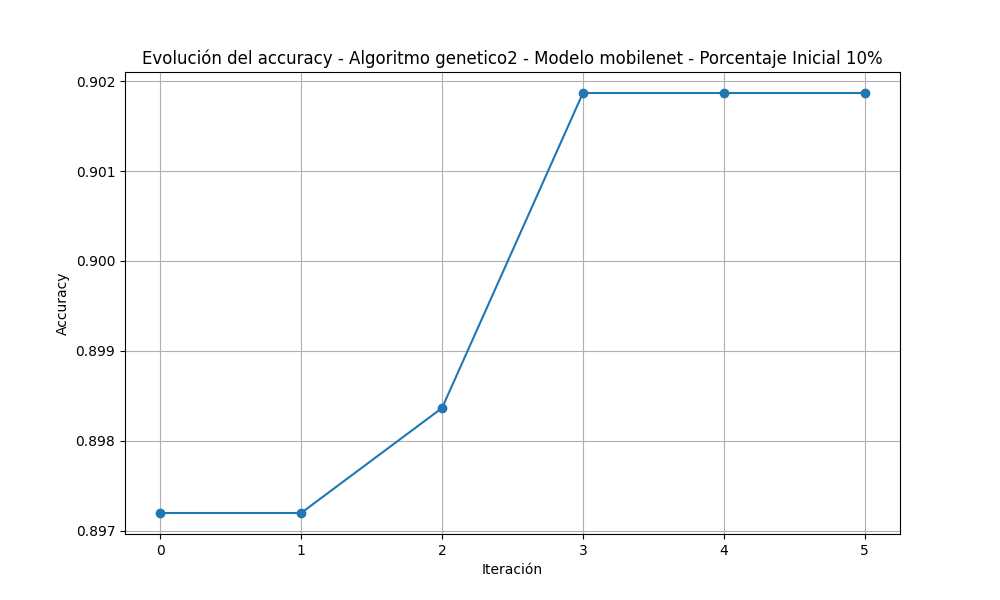 Evolución del accuracy - Algoritmo genetico2 - Modelo mobilenet - Porcentaje Inicial 10%
0.902
0.901
0.900
0.899
0.898
0.897
Accuracy
0 1 2 3 4 5
Iteración